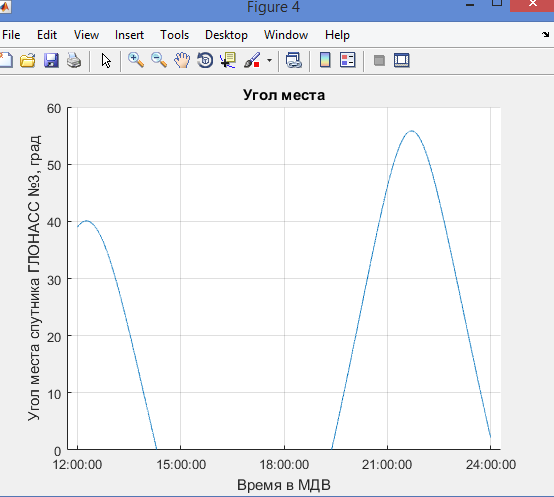 Figure 4
File Edit View Insert Tools Desktop Window Help
Угол места
Угол места спутника ГЛОНАСС №3, град
60
50
40
30
20
10
0
12:00:00 15:00:00 18:00:00 21:00:00 24:00:00
Время в МДВ